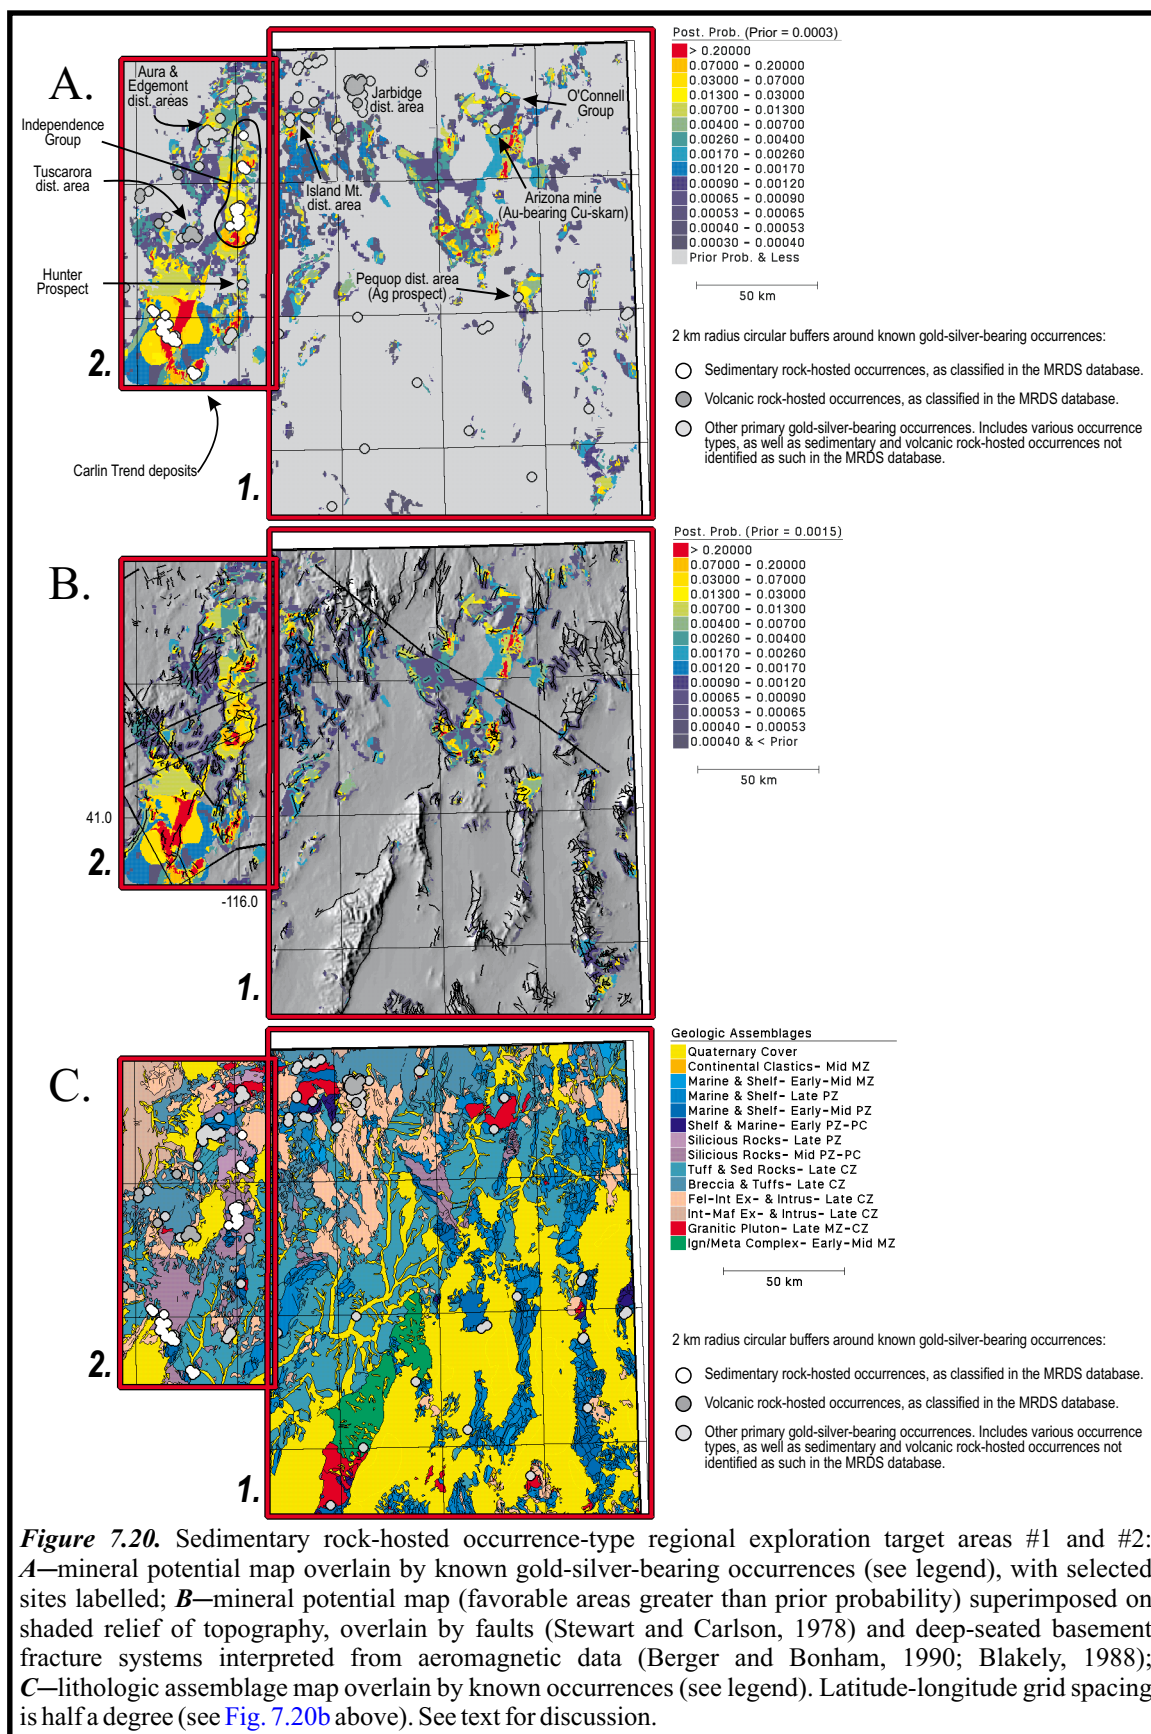 A.
Aura &
Edgemont
dist. areas
Independence
Group
Tuscarora
dist. area
Hunter
Prospect
2.
Carlin Trend deposits
Jarbidge
dist. area
O'Connell
Group
Island Mt.
dist. area
Arizona mine
(Au-bearing Cu-skarn)
Pequop dist. area
(Ag prospect)
1.
Post. Prob. (Prior = 0.0003)
> 0.20000
0.07000 - 0.20000
0.03000 - 0.07000
0.01300 - 0.03000
0.00700 - 0.01300
0.00400 - 0.00700
0.00260 - 0.00400
0.00170 - 0.00260
0.00120 - 0.00170
0.00090 - 0.00120
0.00065 - 0.00090
0.00053 - 0.00065
0.00040 - 0.00053
0.00030 - 0.00040
Prior Prob. & Less
50 km
2 km radius circular buffers around known gold-silver-bearing occurrences:
Sedimentary rock-hosted occurrences, as classified in the MRDS database.
Volcanic rock-hosted occurrences, as classified in the MRDS database.
Other primary gold-silver-bearing occurrences. Includes various occurrence
types, as well as sedimentary and volcanic rock-hosted occurrences not
identified as such in the MRDS database.
B.
41.0
2.
-116.0
1.
Post. Prob. (Prior = 0.0015)
> 0.20000
0.07000 - 0.20000
0.03000 - 0.07000
0.01300 - 0.03000
0.00700 - 0.01300
0.00400 - 0.00700
0.00260 - 0.00400
0.00170 - 0.00260
0.00120 - 0.00170
0.00090 - 0.00120
0.00065 - 0.00090
0.00053 - 0.00065
0.00040 - 0.00053
0.00040 & < Prior
50 km
C.
2.
1.
Geologic Assemblages
Quaternary Cover
Continental Clastics- Mid MZ
Marine & Shelf- Early-Mid MZ
Marine & Shelf- Late PZ
Marine & Shelf- Early-Mid PZ
Shelf & Marine- Early PZ-PC
Silicious Rocks- Late PZ
Silicious Rocks- Mid PZ-PC
Tuff & Sed Rocks- Late CZ
Breccia & Tuffs- Late CZ
Fel-Int Ex- & Intrus- Late CZ
Int-Maf Ex- & Intrus- Late CZ
Granitic Pluton- Late MZ-CZ
Ign/Meta Complex- Early-Mid MZ
50 km
2 km radius circular buffers around known gold-silver-bearing occurrences:
Sedimentary rock-hosted occurrences, as classified in the MRDS database.
Volcanic rock-hosted occurrences, as classified in the MRDS database.
Other primary gold-silver-bearing occurrences. Includes various occurrence
types, as well as sedimentary and volcanic rock-hosted occurrences not
identified as such in the MRDS database.
Figure 7.20. Sedimentary rock-hosted occurrence-type regional exploration target areas #1 and #2:
A—mineral potential map overlain by known gold-silver-bearing occurrences (see legend), with selected
sites labelled; B—mineral potential map (favorable areas greater than prior probability) superimposed on
shaded relief of topography, overlain by faults (Stewart and Carlson, 1978) and deep-seated basement
fracture systems interpreted from aeromagnetic data (Berger and Bonham, 1990; Blakely, 1988);
C—lithologic assemblage map overlain by known occurrences (see legend). Latitude-longitude grid spacing
is half a degree (see Fig. 7.20b above). See text for discussion.